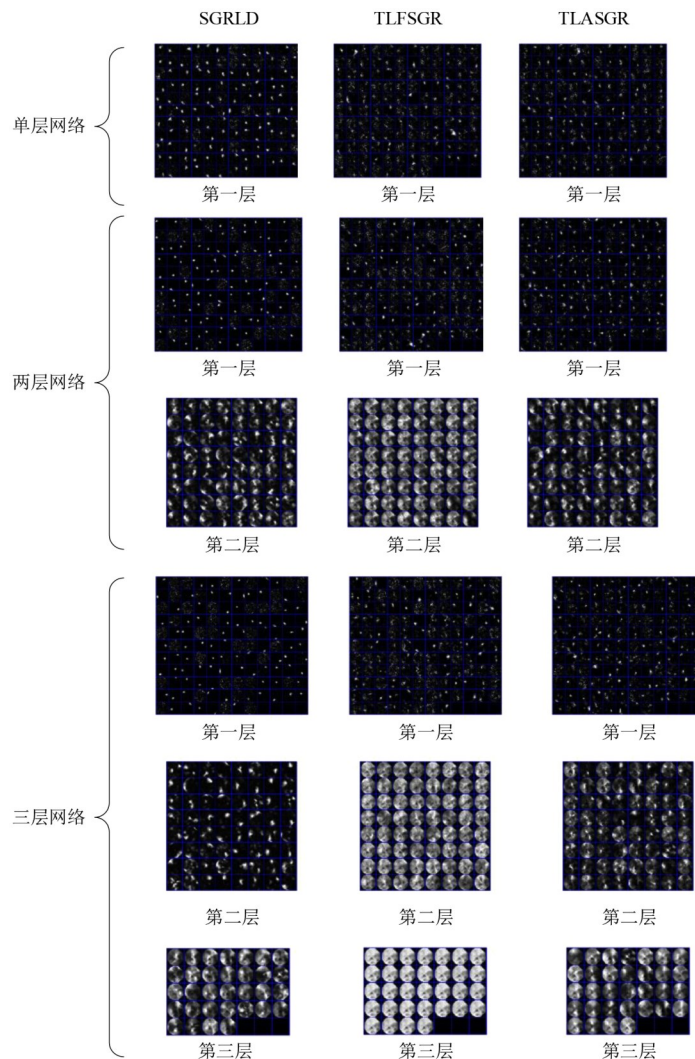 SGRLD TLFSGR TLASGR
单层网络
第一层 第一层 第一层
第一层 第一层 第一层
两层网络
第二层 第二层 第二层
第一层 第一层 第一层
三层网络
第二层 第二层 第二层
第三层 第三层 第三层